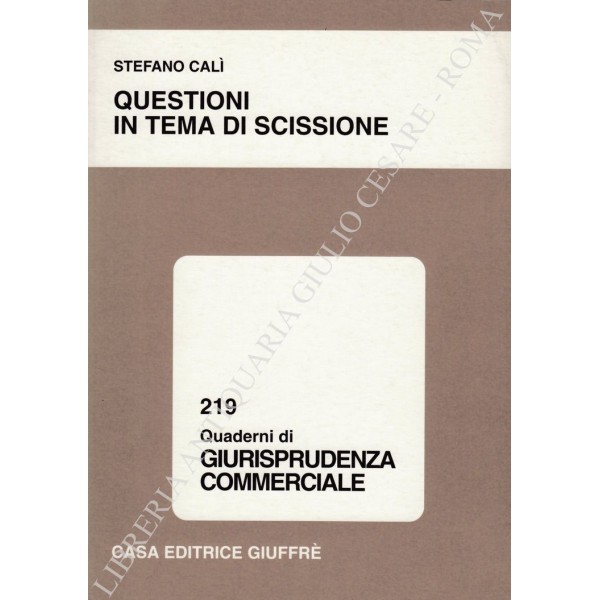 STEFANO CALÌ
QUESTIONI
IN TEMA DI SCISSIONE
219
Quaderni di
GIURISPRUDENZA
COMMERCIALE
CASA EDITRICE GIUFFRÈ
LIBRERIA ANTIQUARIA GIULIO CESARE - ROMA